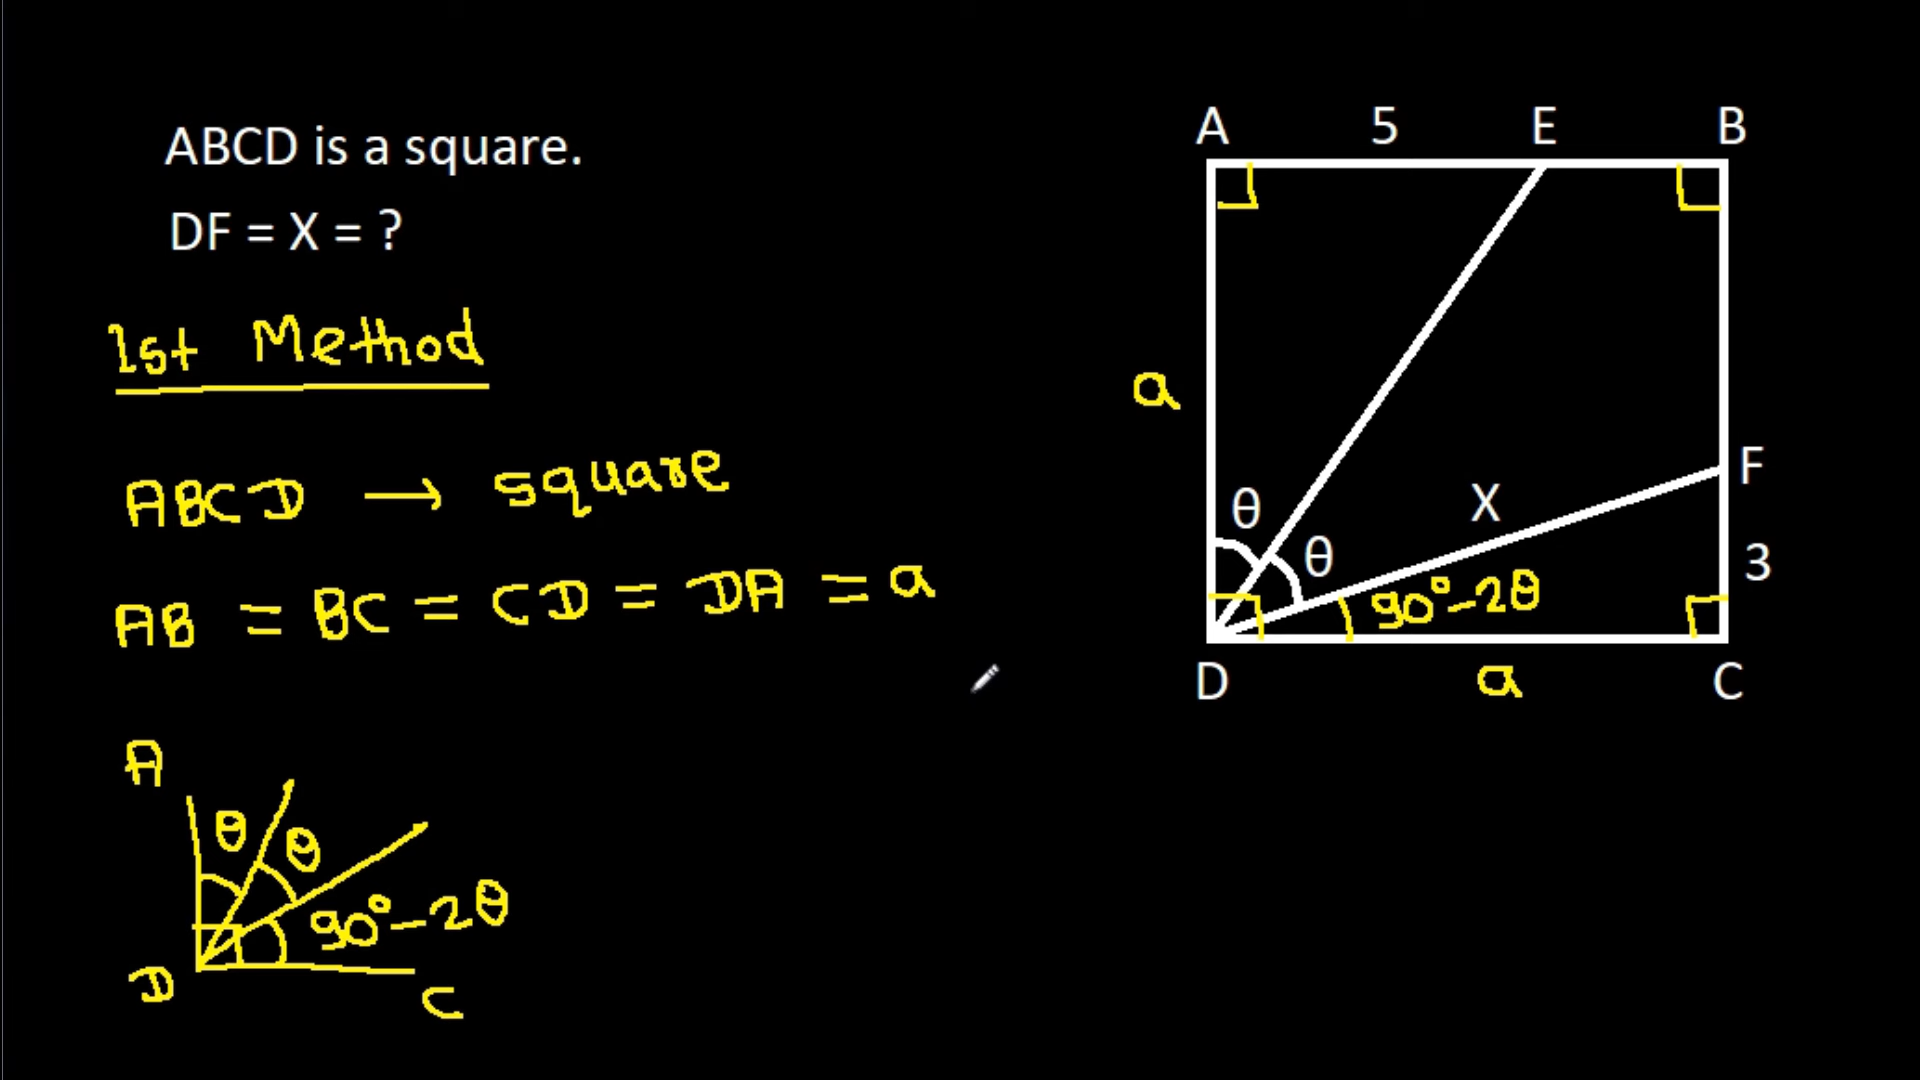 ABCD is a square.
DF = X = ?
1st Method
ABCD → square
AB = BC = CD = DA = a
A
θ
θ
90°-2θ
D
C
A 5 E B
a
F
X
θ
θ
3
90°-2θ
D a C